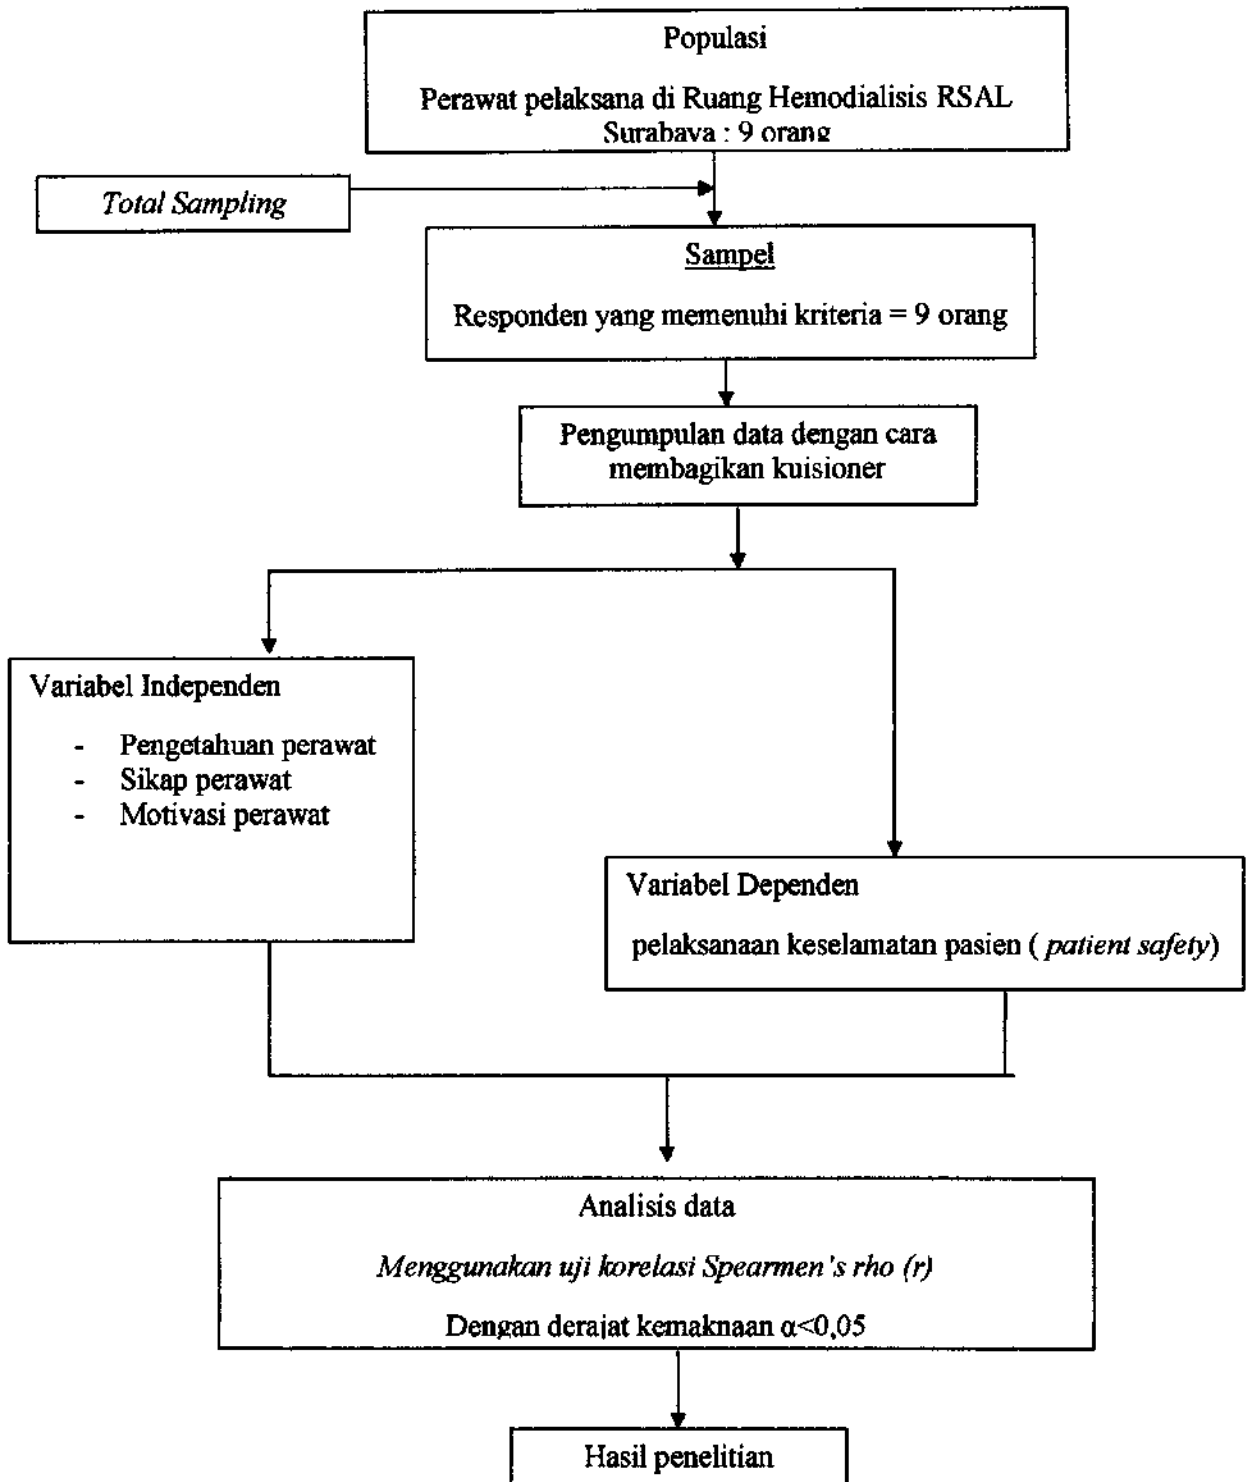 Populasi
Perawat pelaksana di Ruang Hemodialisis RSAL
Surabaya : 9 orang
Total Sampling
Sampel
Responden yang memenuhi kriteria = 9 orang
Pengumpulan data dengan cara
membagikan kuisioner
Variabel Independen
- Pengetahuan perawat
- Sikap perawat
- Motivasi perawat
Variabel Dependen
pelaksanaan keselamatan pasien ( patient safety)
Analisis data
Menggunakan uji korelasi Spearmen's rho (r)
Dengan derajat kemaknaan α<0,05
Hasil penelitian